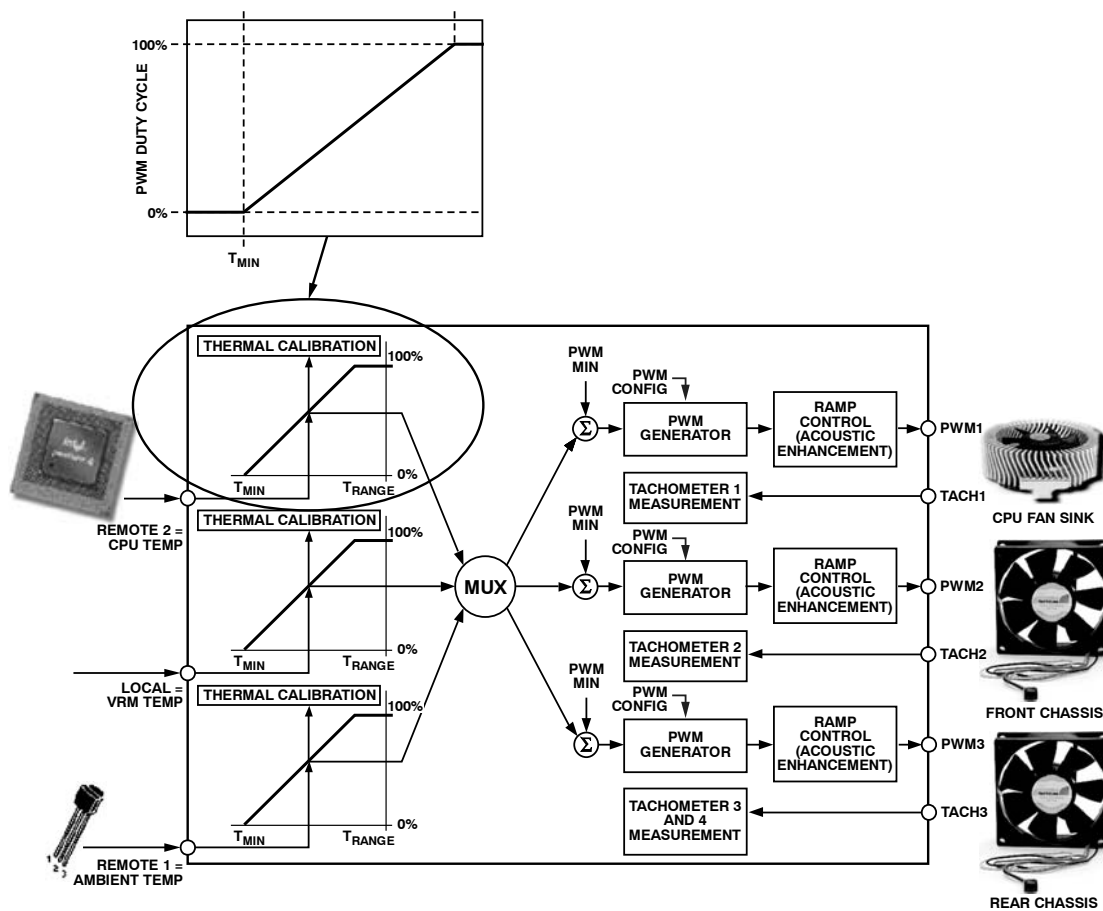 100%
PWM DUTY CYCLE
0%
TMIN
THERMAL CALIBRATION
100%
0%
TMIN
TRANGE
REMOTE 2 =
CPU TEMP
THERMAL CALIBRATION
100%
0%
TMIN
TRANGE
LOCAL =
VRM TEMP
THERMAL CALIBRATION
100%
0%
TMIN
TRANGE
REMOTE 1 =
AMBIENT TEMP
1
2
3
MUX
PWM
MIN
Σ
PWM
CONFIG
PWM
GENERATOR
RAMP
CONTROL
(ACOUSTIC
ENHANCEMENT)
PWM1
TACHOMETER 1
MEASUREMENT
TACH1
CPU FAN SINK
PWM
MIN
Σ
PWM
CONFIG
PWM
GENERATOR
RAMP
CONTROL
(ACOUSTIC
ENHANCEMENT)
PWM2
TACHOMETER 2
MEASUREMENT
TACH2
FRONT CHASSIS
PWM
MIN
Σ
PWM
CONFIG
PWM
GENERATOR
RAMP
CONTROL
(ACOUSTIC
ENHANCEMENT)
PWM3
TACHOMETER 3
AND 4
MEASUREMENT
TACH3
REAR CHASSIS